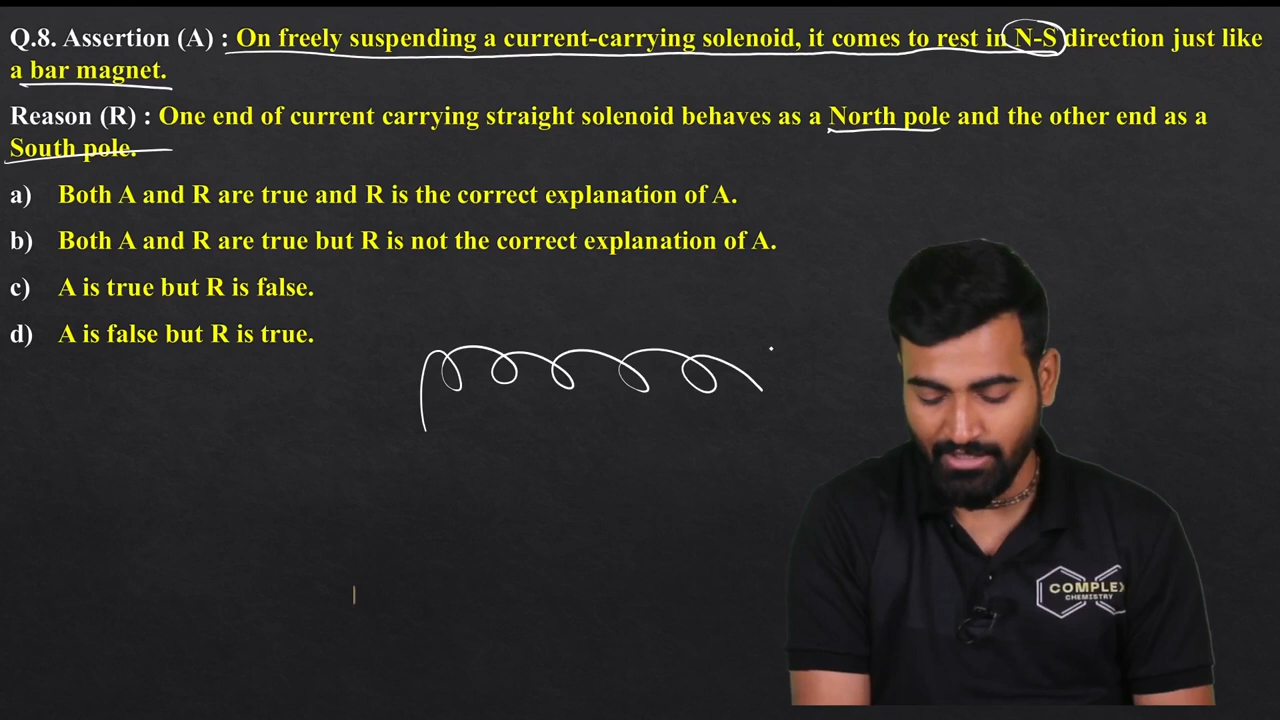 Q.8. Assertion (A) : On freely suspending a current-carrying solenoid, it comes to rest in N-S direction just like
a bar magnet.
Reason (R) : One end of current carrying straight solenoid behaves as a North pole and the other end as a
South pole.
a) Both A and R are true and R is the correct explanation of A.
b) Both A and R are true but R is not the correct explanation of A.
c) A is true but R is false.
d) A is false but R is true.
COMPLEX
CHEMISTRY